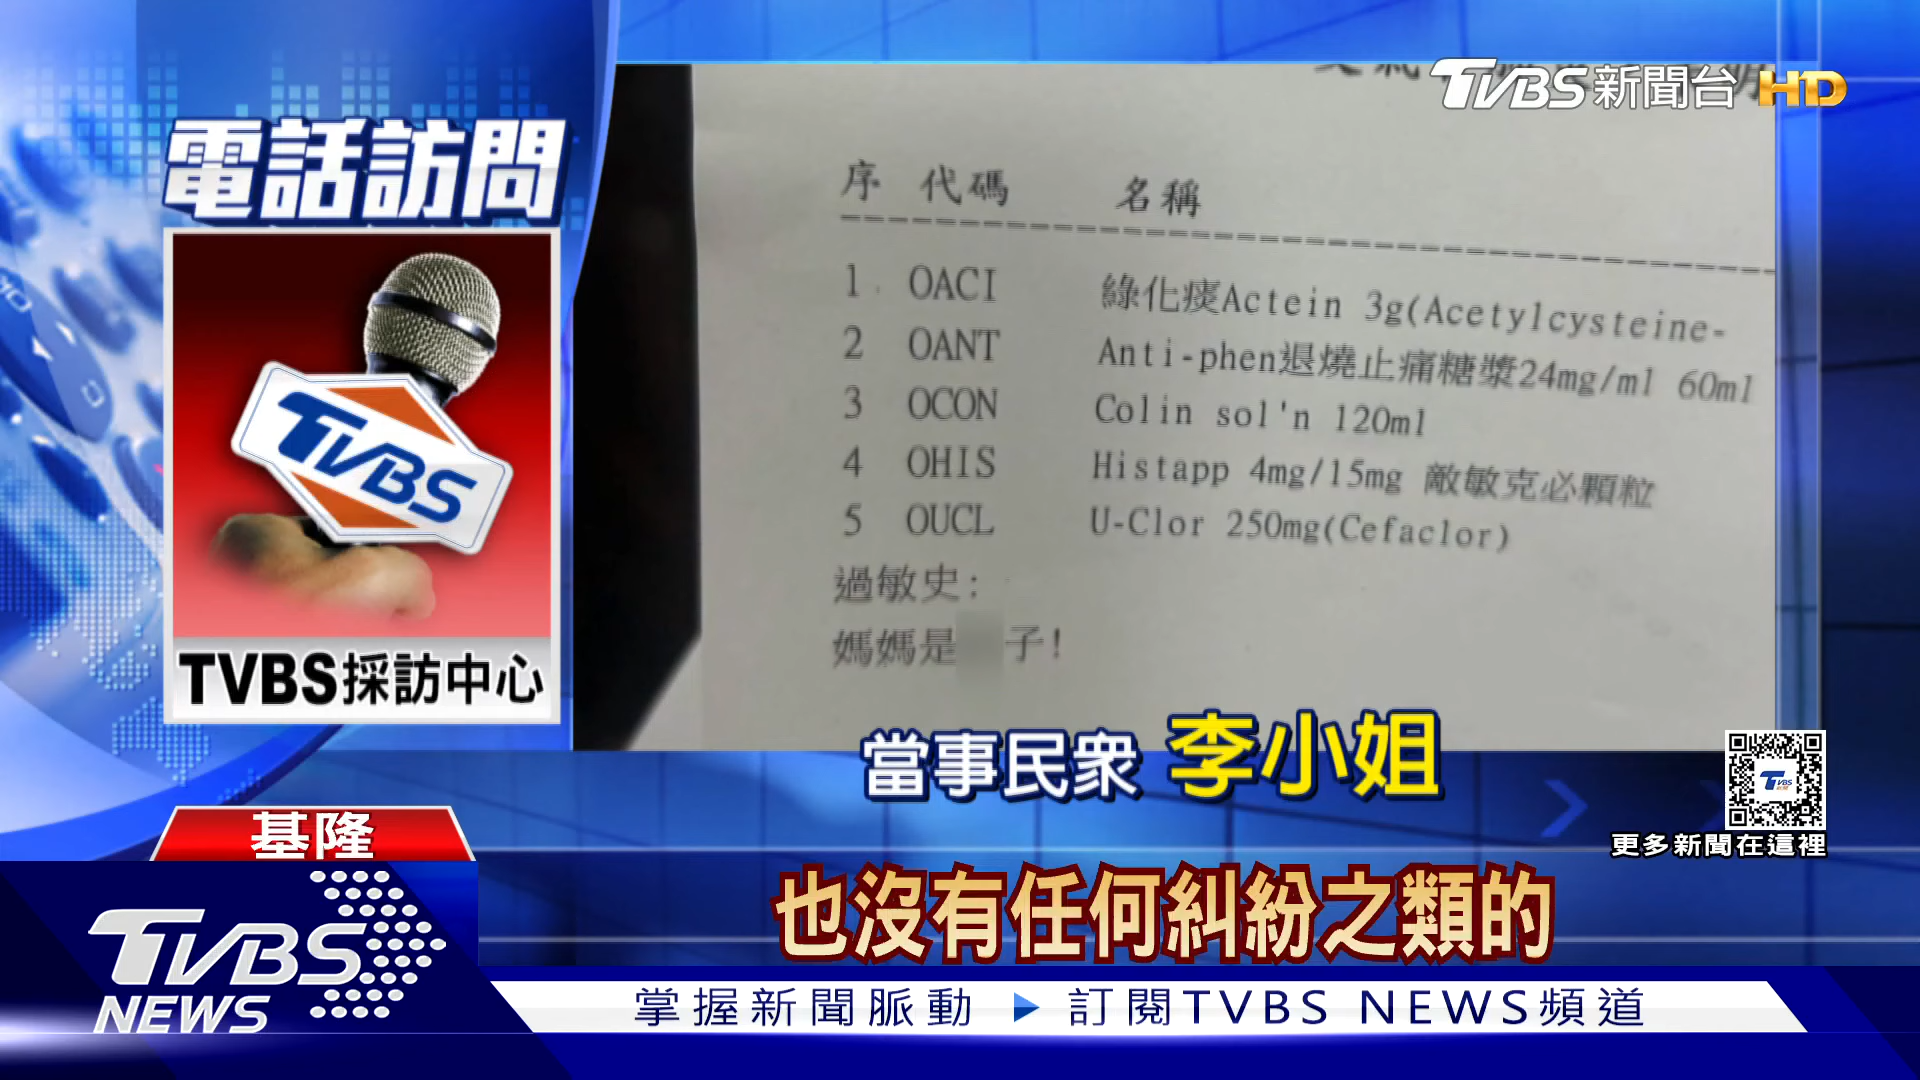 TVBS新聞台 HD
電話訪問
序 代碼 名稱
1 OACI 綠化痰Actein 3g(Acetylcysteine-
2 OANT Anti-phen退燒止痛糖漿24mg/ml 60ml
3 OCON Colin sol'n 120ml
4 OHIS Histapp 4mg/15mg 敵敏克必顆粒
5 OUCL U-Clor 250mg(Cefaclor)
過敏史:
媽媽是 子!
TVBS
TVBS採訪中心
當事民眾 李小姐
TVBS
更多新聞在這裡
基隆
也沒有任何糾紛之類的
TVBS NEWS
掌握新聞脈動 ▶ 訂閱TVBS NEWS頻道